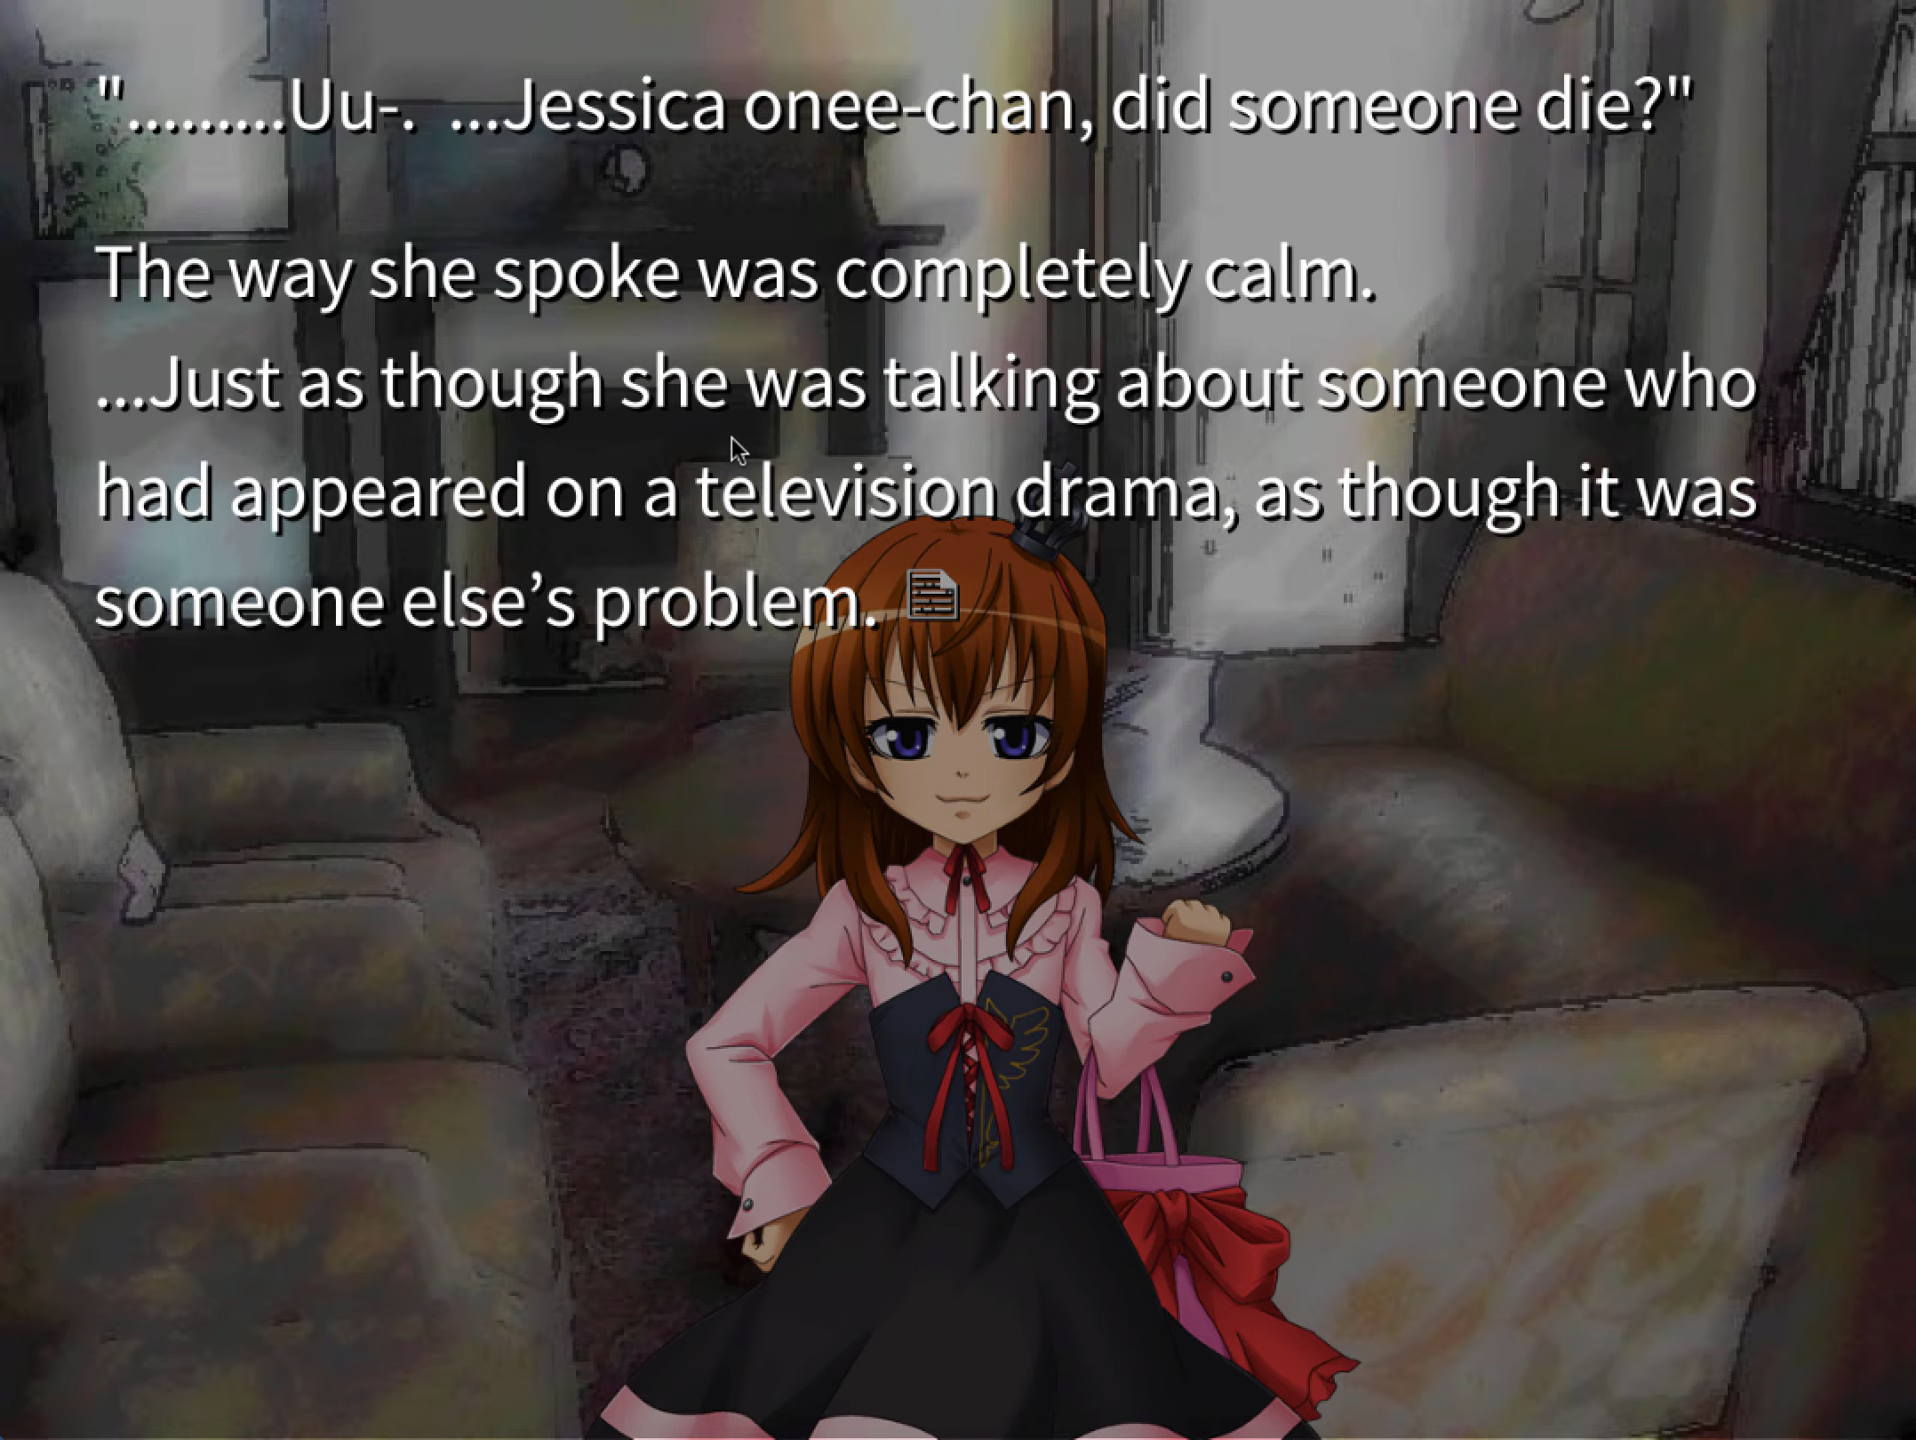 ".........Uu-.  ...Jessica onee-chan, did someone die?"
The way she spoke was completely calm.
...Just as though she was talking about someone who
had appeared on a television drama, as though it was
someone else’s problem.